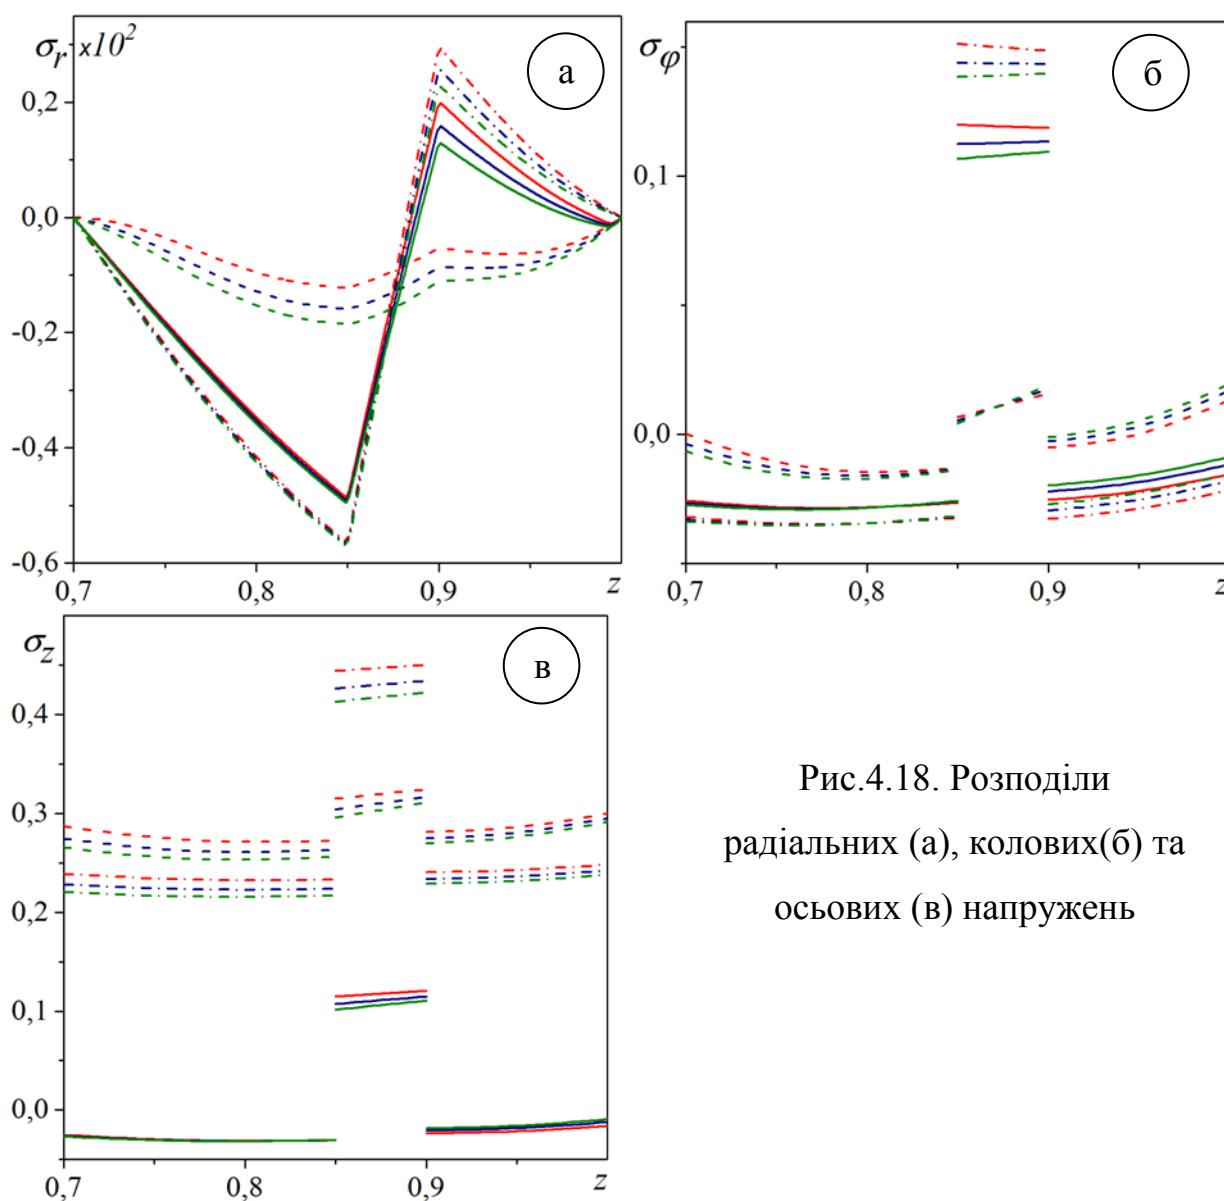 σr x10²
а
0,2
0,0
-0,2
-0,4
-0,6
0,7
0,8
0,9
z
σφ
б
0,1
0,0
0,7
0,8
0,9
z
σz
в
0,4
0,3
0,2
0,1
0,0
0,7
0,8
0,9
z
Рис.4.18. Розподіли
радіальних (а), колових(б) та
осьових (в) напружень